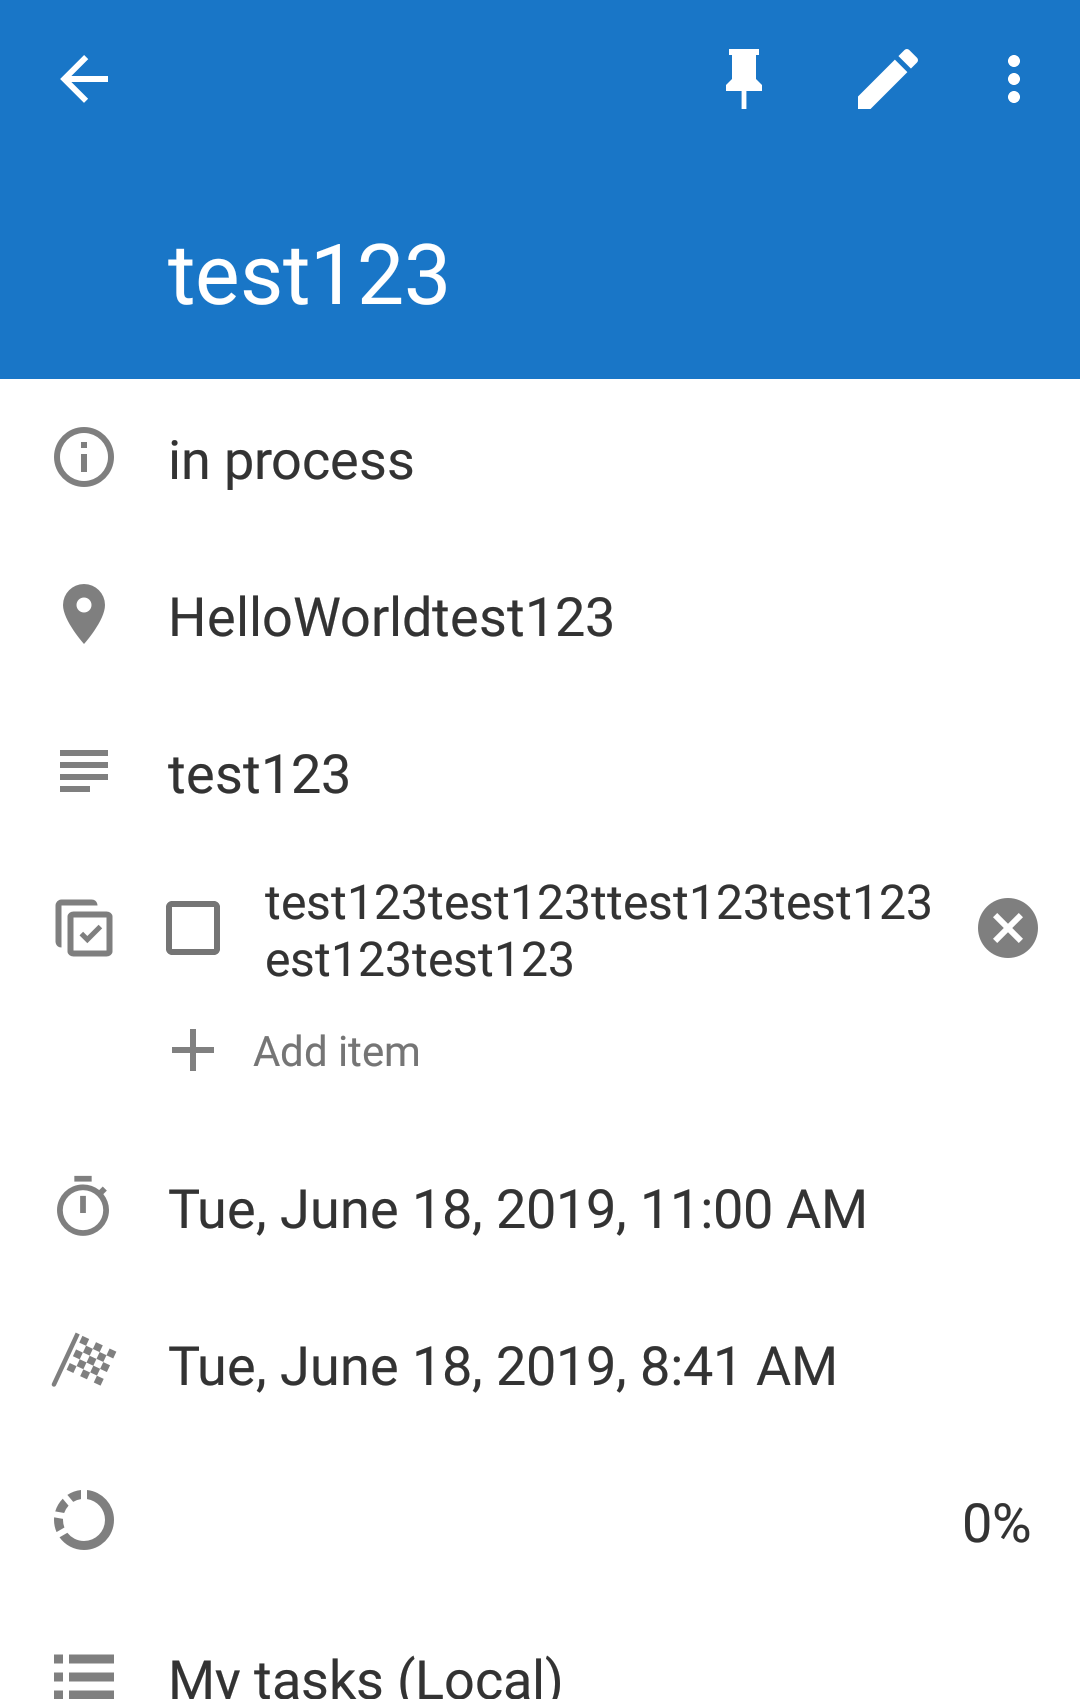 test123
in process
HelloWorldtest123
test123
test123test123ttest123test123
est123test123
Add item
Tue, June 18, 2019, 11:00 AM
Tue, June 18, 2019, 8:41 AM
0%
My tasks (Local)